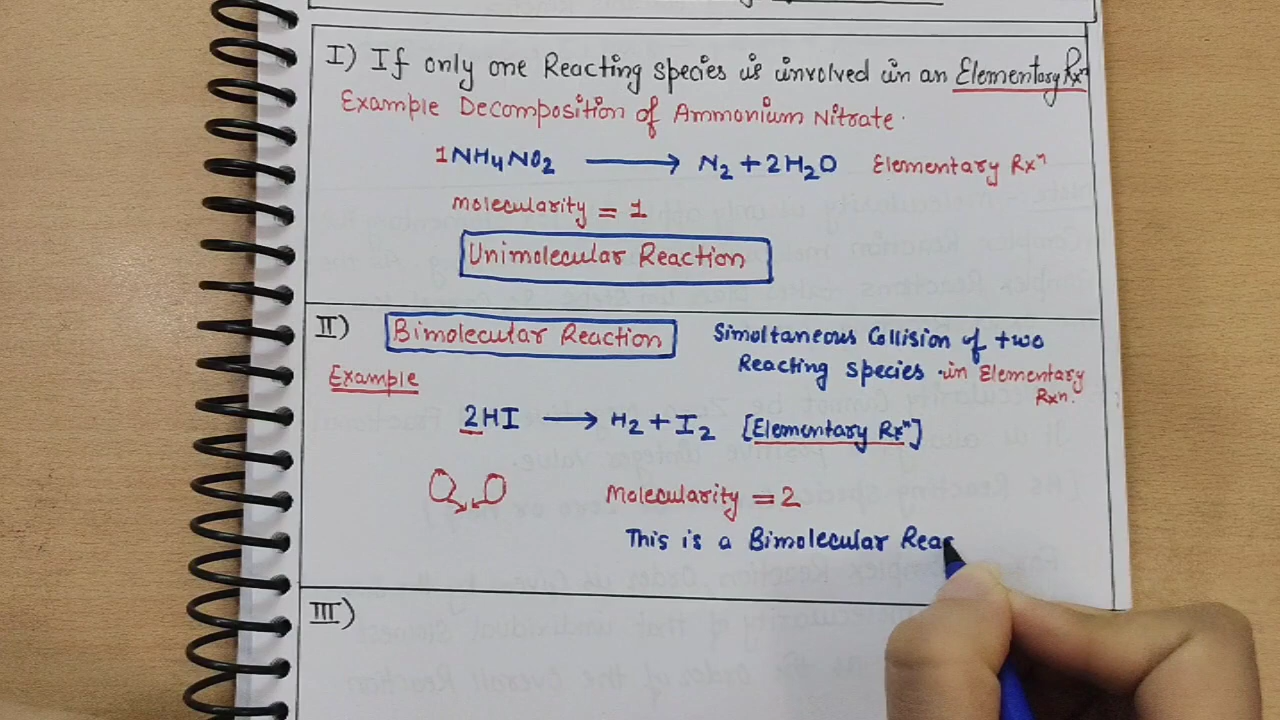 I) If only one Reacting species is involved in an Elementary Rxⁿ
Example Decomposition of Ammonium Nitrate.
1NH₄NO₂ ⟶ N₂ + 2H₂O Elementary Rxⁿ
molecularity = 1
Unimolecular Reaction
II) Bimolecular Reaction Simoltaneous Collision of two
Reacting species in Elementary
Rxn.
Example
2HI ⟶ H₂ + I₂ [Elementary Rxⁿ]
Molecularity = 2
This is a Bimolecular Reac
III)